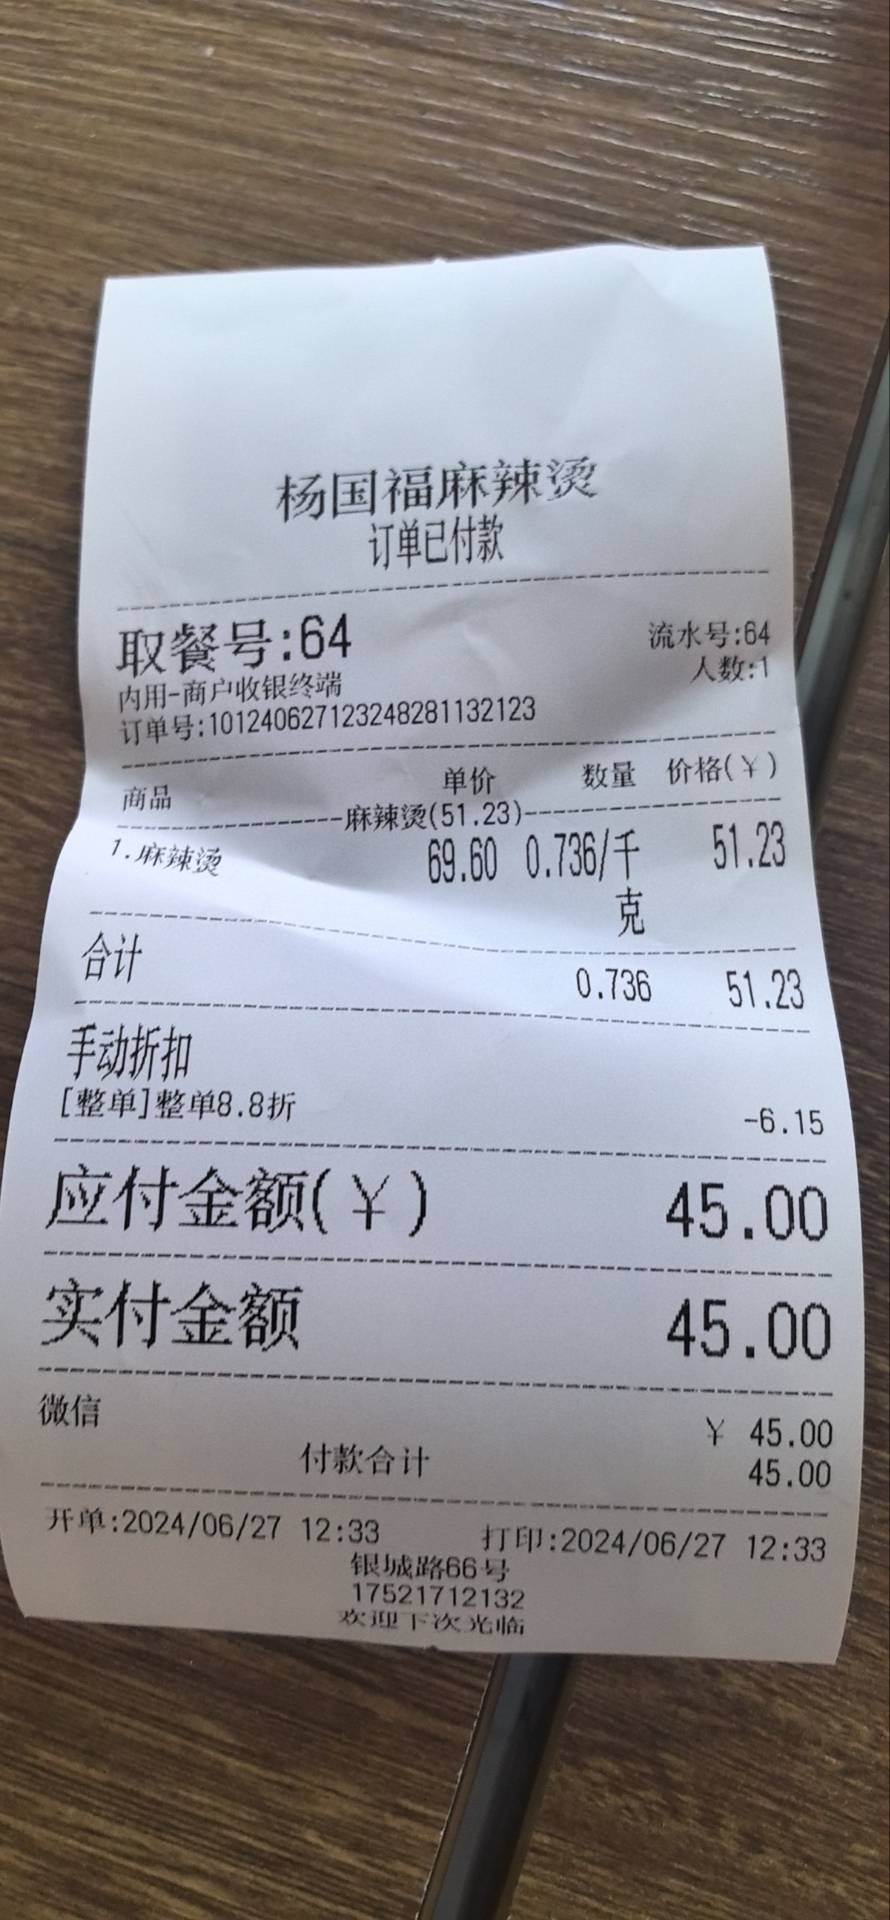 杨国福麻辣烫
订单已付款
取餐号:64
流水号:64
内用-商户收银终端
人数:1
订单号:101240627123248281132123
商品 单价 数量 价格(¥)
麻辣烫(51.23)
1.麻辣烫 69.60 0.736/千克 51.23
合计 0.736 51.23
手动折扣
[整单]整单8.8折 -6.15
应付金额(¥) 45.00
实付金额 45.00
微信 ¥ 45.00
付款合计 45.00
开单:2024/06/27 12:33 打印:2024/06/27 12:33
银城路66号
17521712132
欢迎下次光临